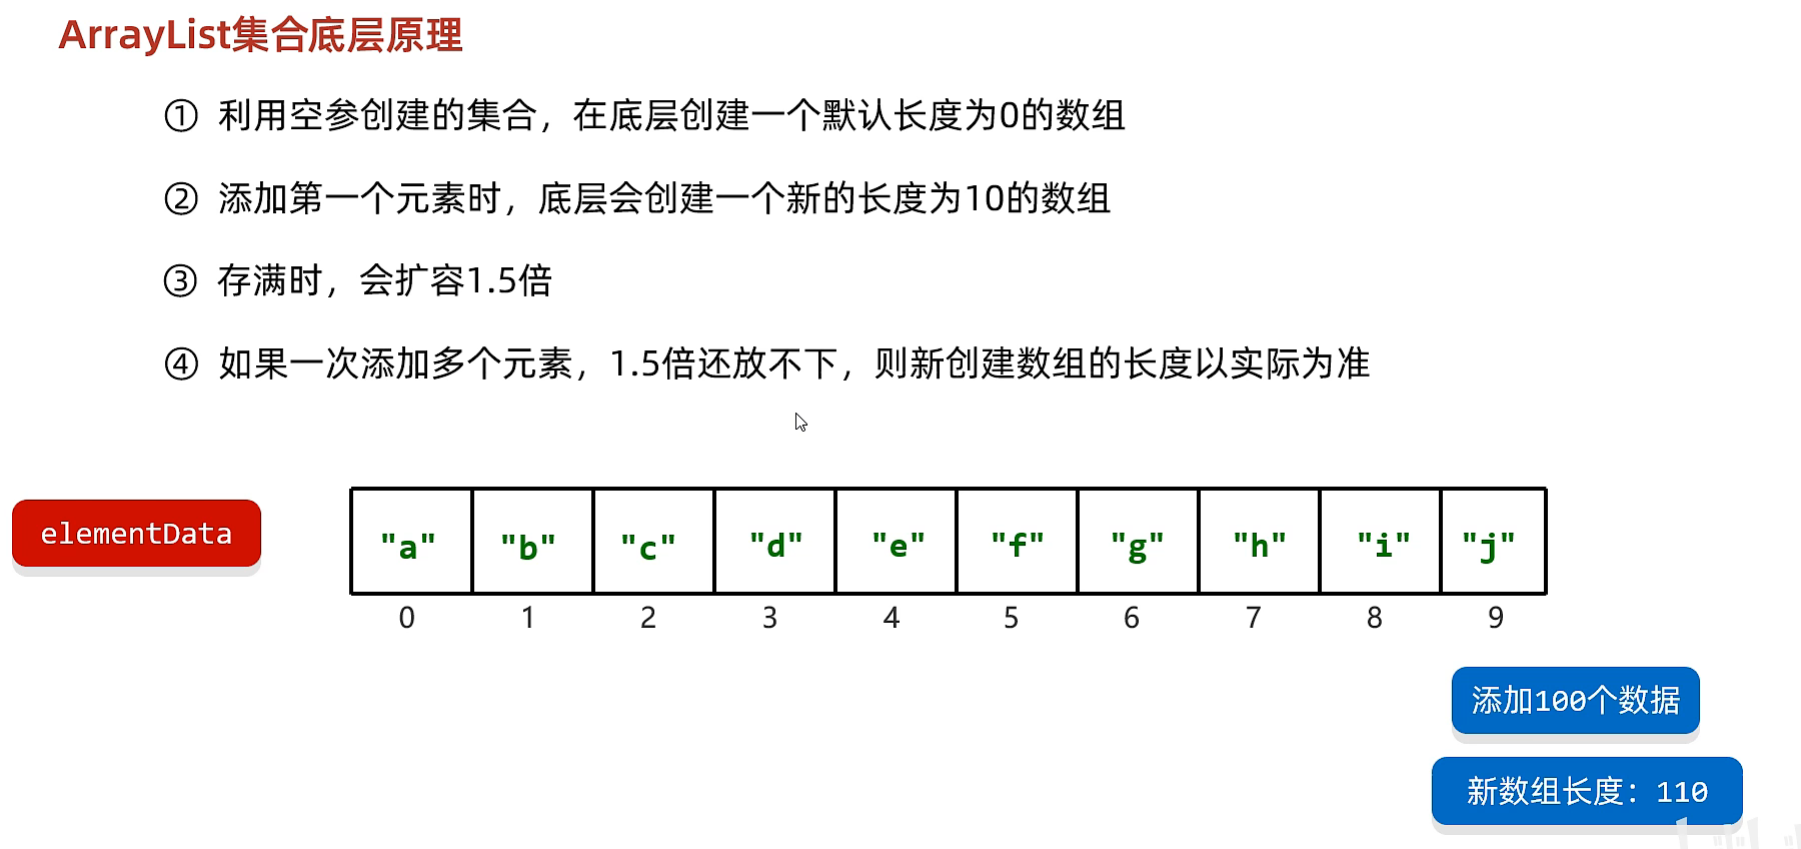 ArrayList集合底层原理
① 利用空参创建的集合，在底层创建一个默认长度为0的数组
② 添加第一个元素时，底层会创建一个新的长度为10的数组
③ 存满时，会扩容1.5倍
④ 如果一次添加多个元素，1.5倍还放不下，则新创建数组的长度以实际为准
elementData
"a" "b" "c" "d" "e" "f" "g" "h" "i" "j"
0 1 2 3 4 5 6 7 8 9
添加100个数据
新数组长度：110